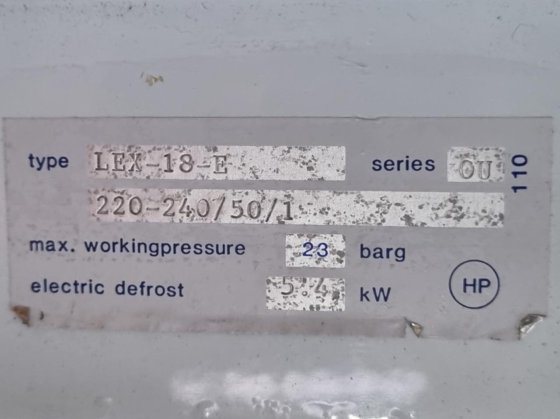 type LEX-18-E series OU
220-240/50/1
110
max. workingpressure 23 barg
electric defrost 5.4 kW
HP